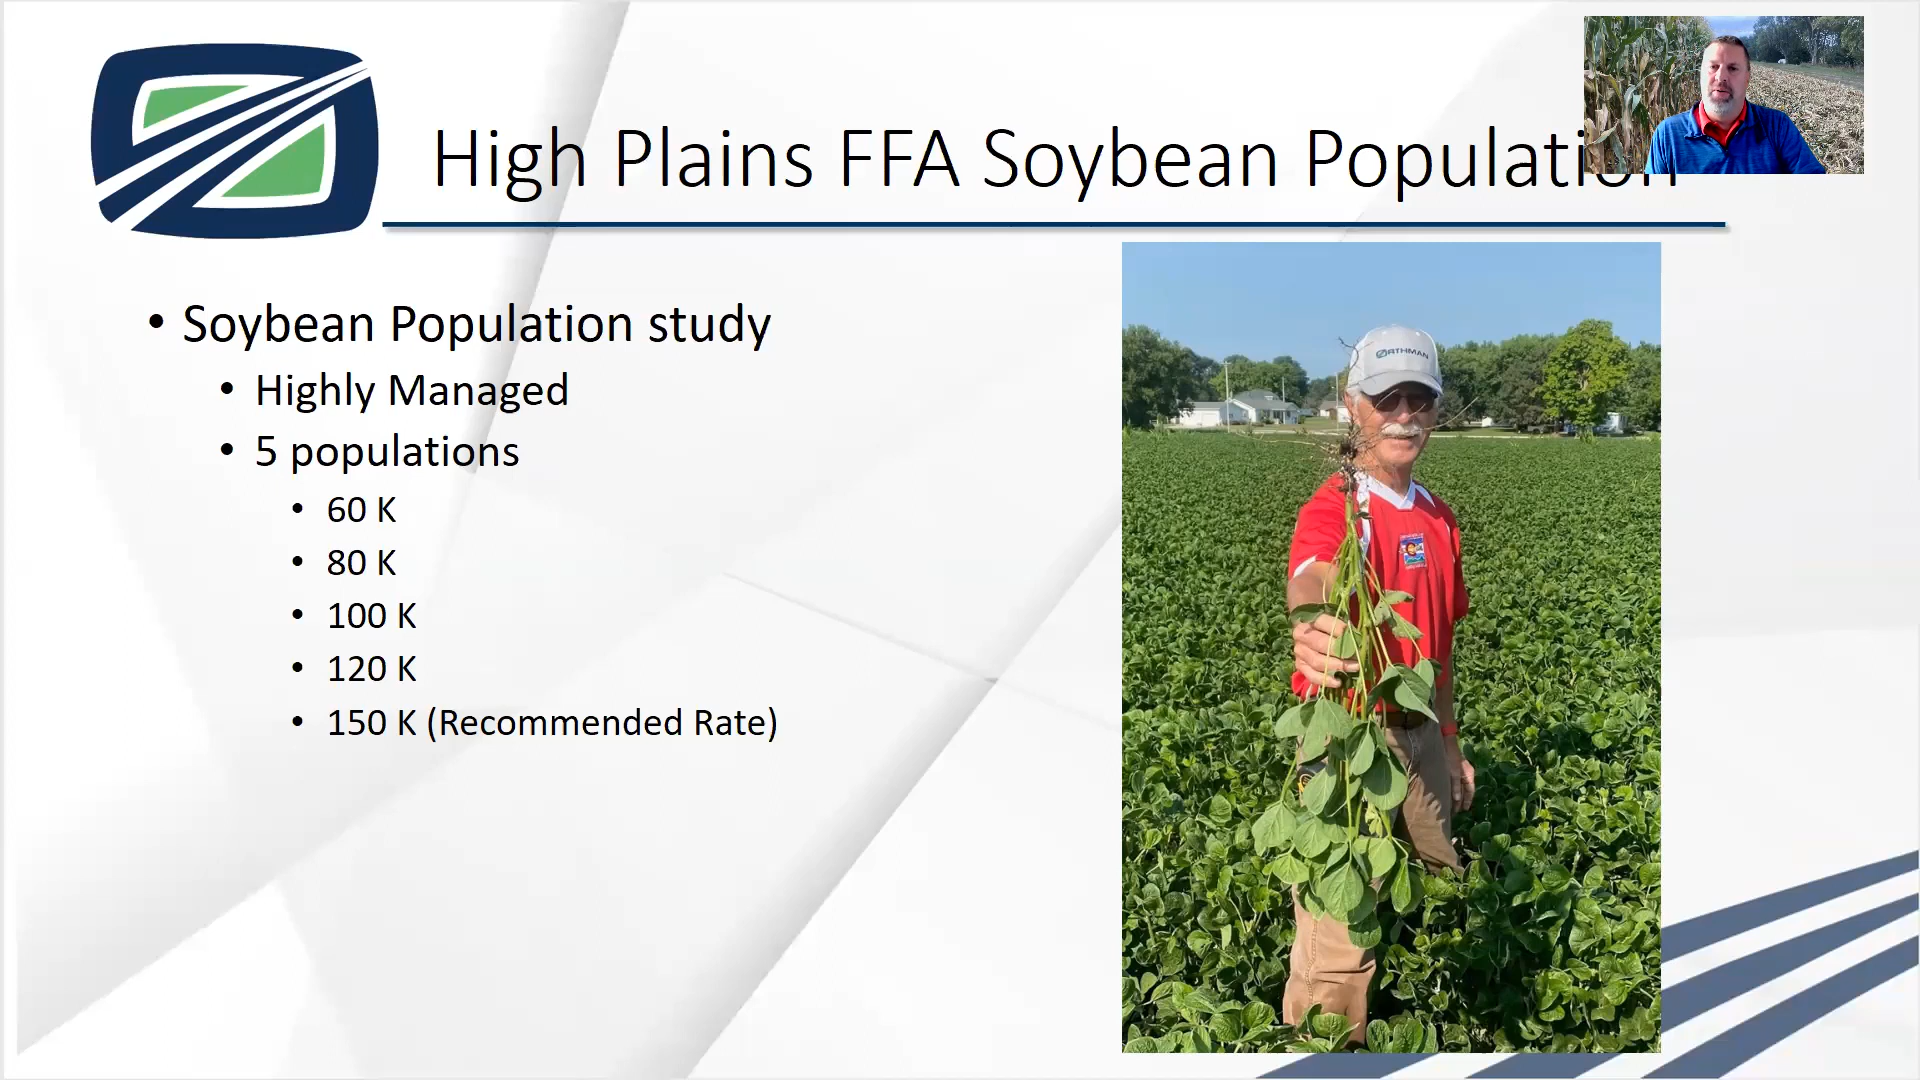 High Plains FFA Soybean Population
• Soybean Population study
• Highly Managed
• 5 populations
• 60 K
• 80 K
• 100 K
• 120 K
• 150 K (Recommended Rate)
ORTHMAN